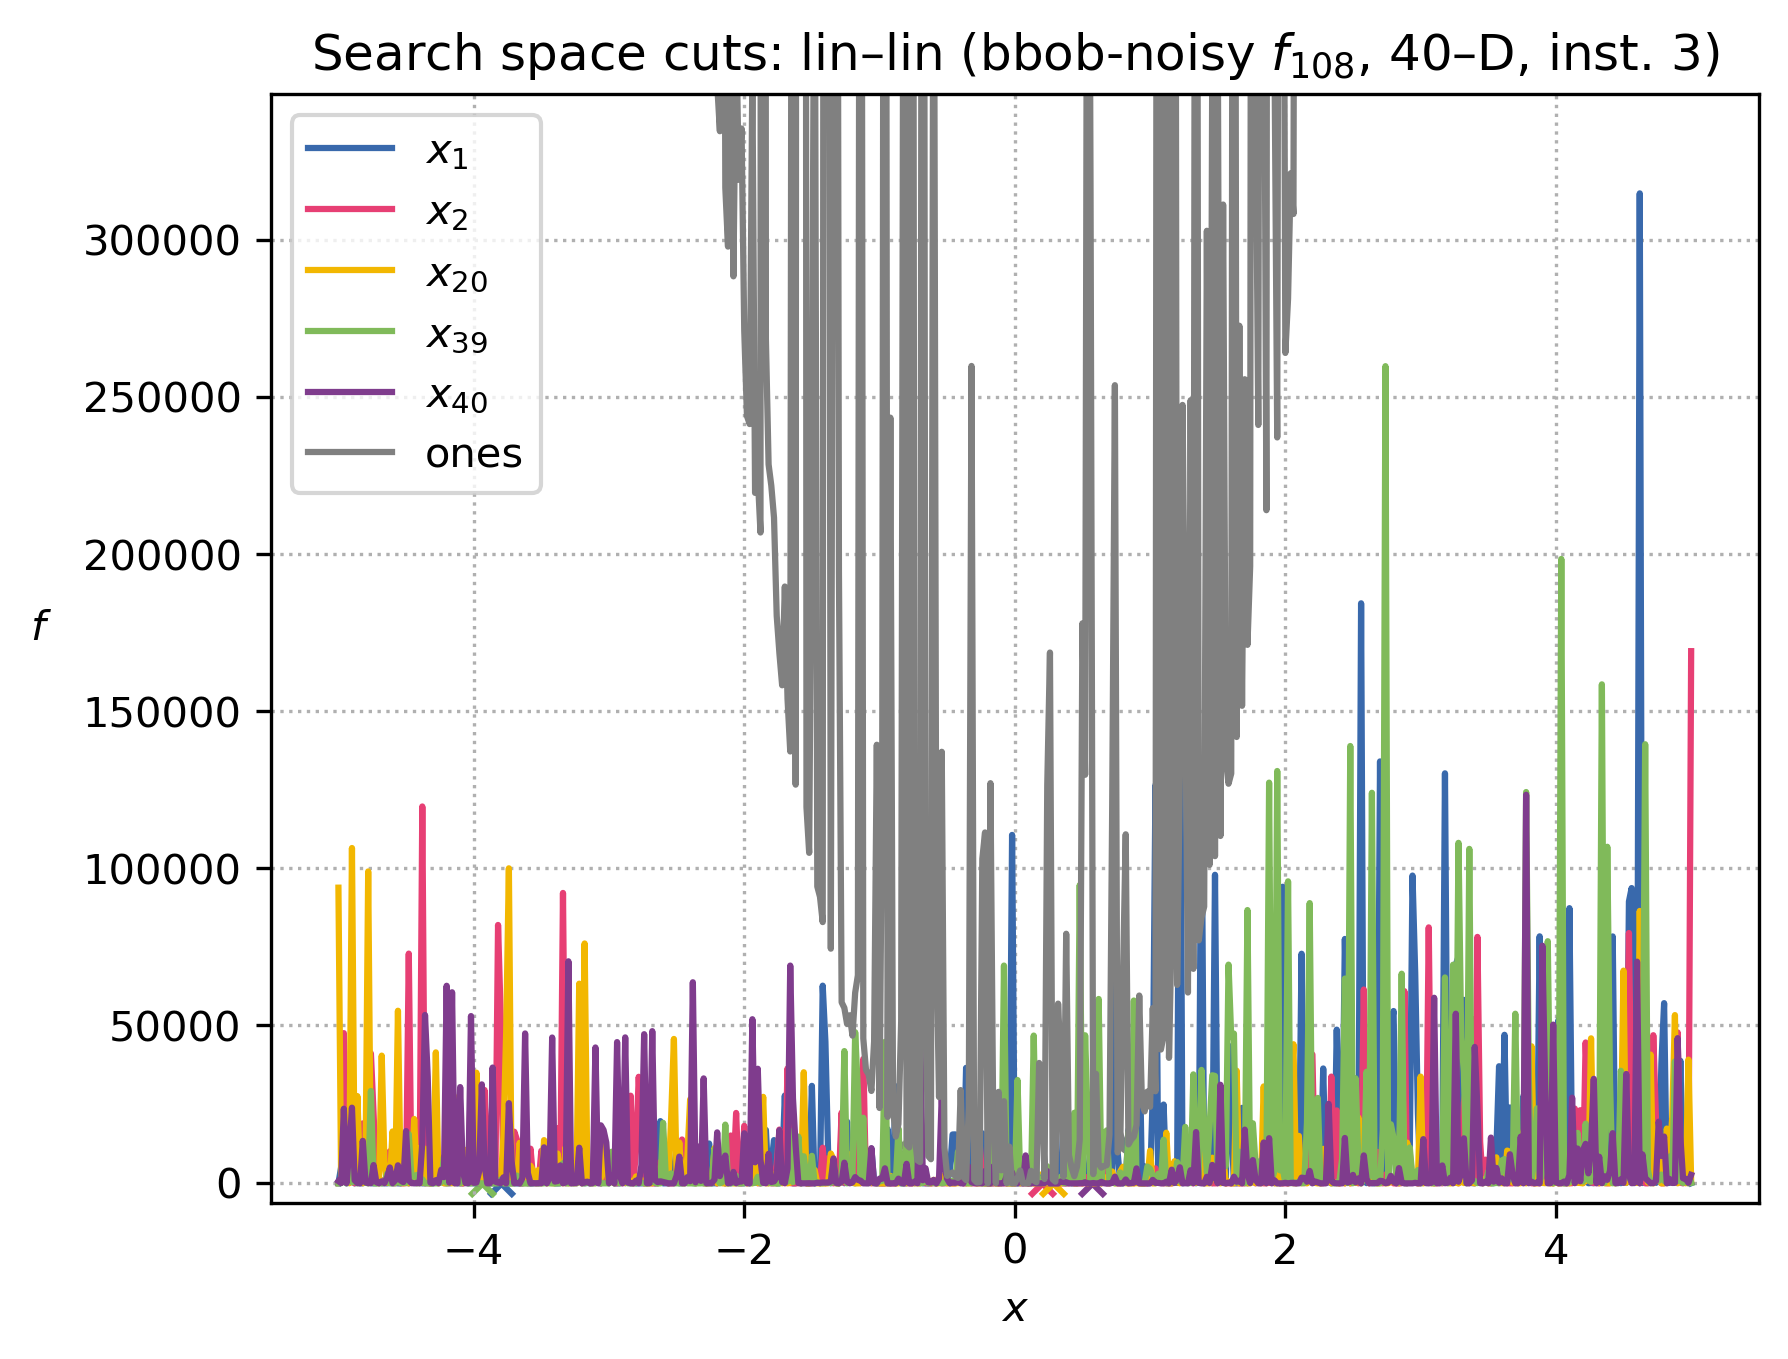 Search space cuts: lin–lin (bbob-noisy f₁₀₈, 40–D, inst. 3)
x₁
x₂
x₂₀
x₃₉
x₄₀
ones
300000
250000
200000
150000
100000
50000
0
f
−4
−2
0
2
4
x